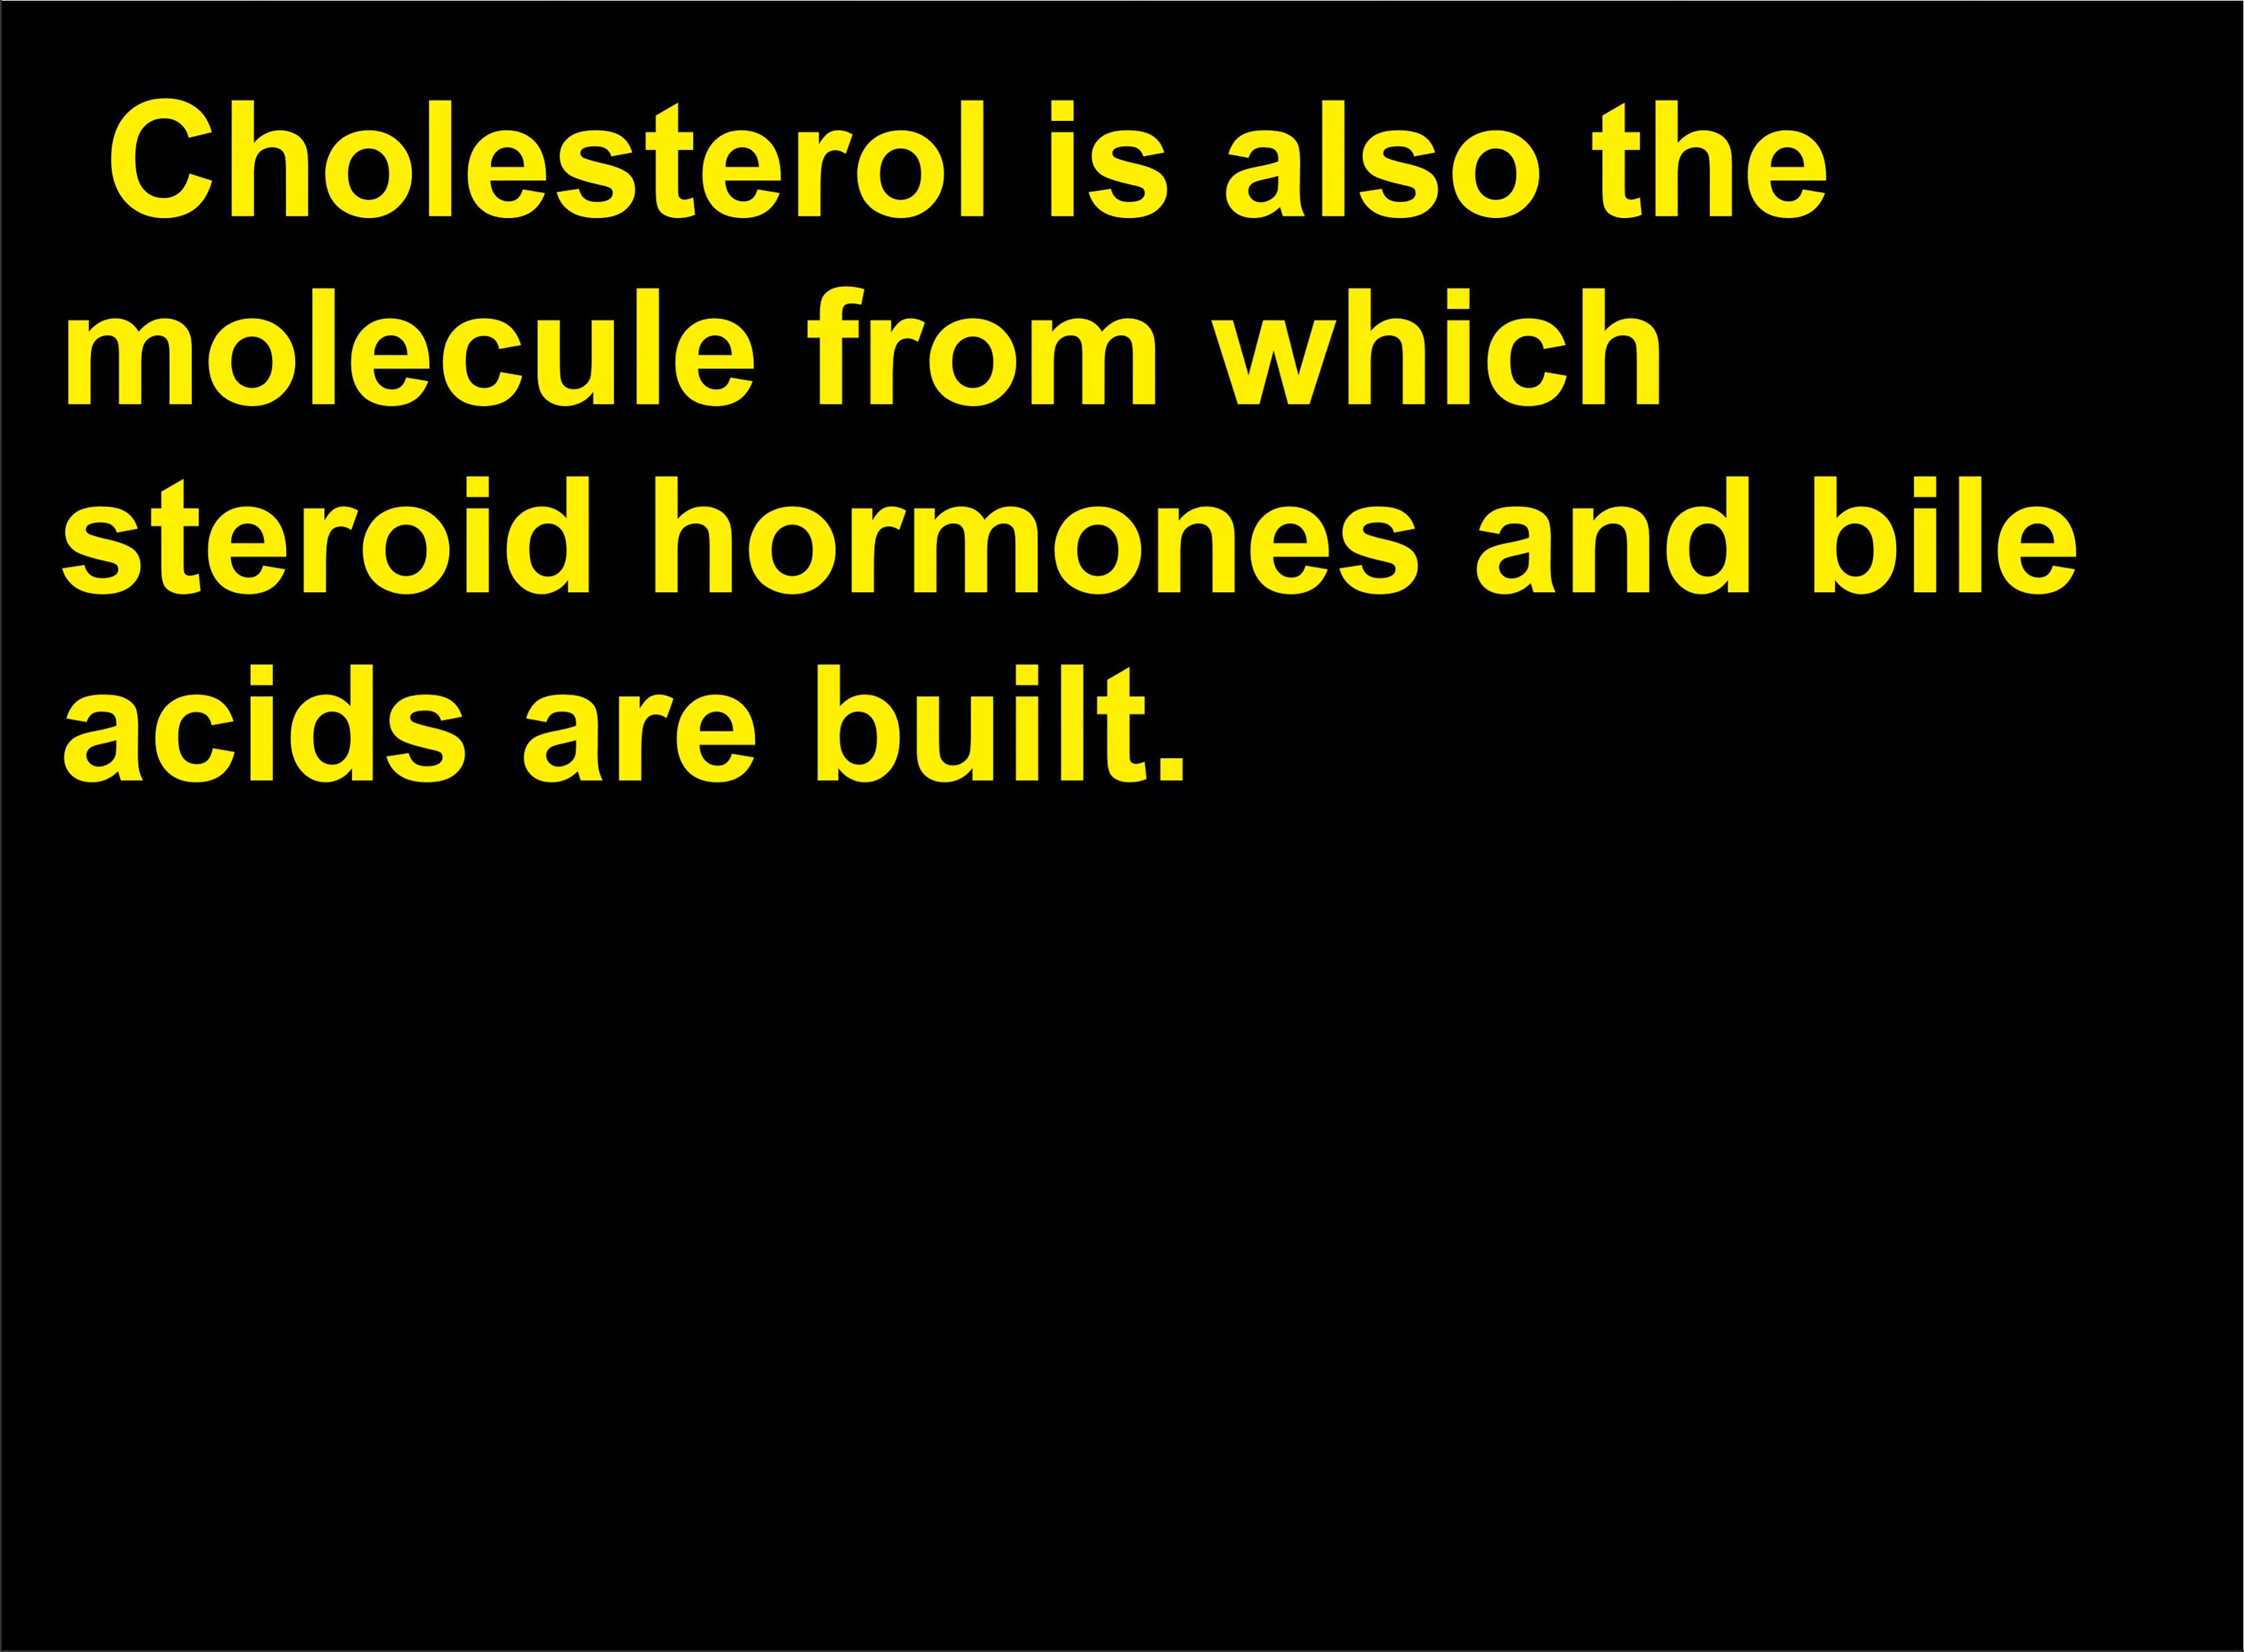 Cholesterol is also the
molecule from which
steroid hormones and bile
acids are built.